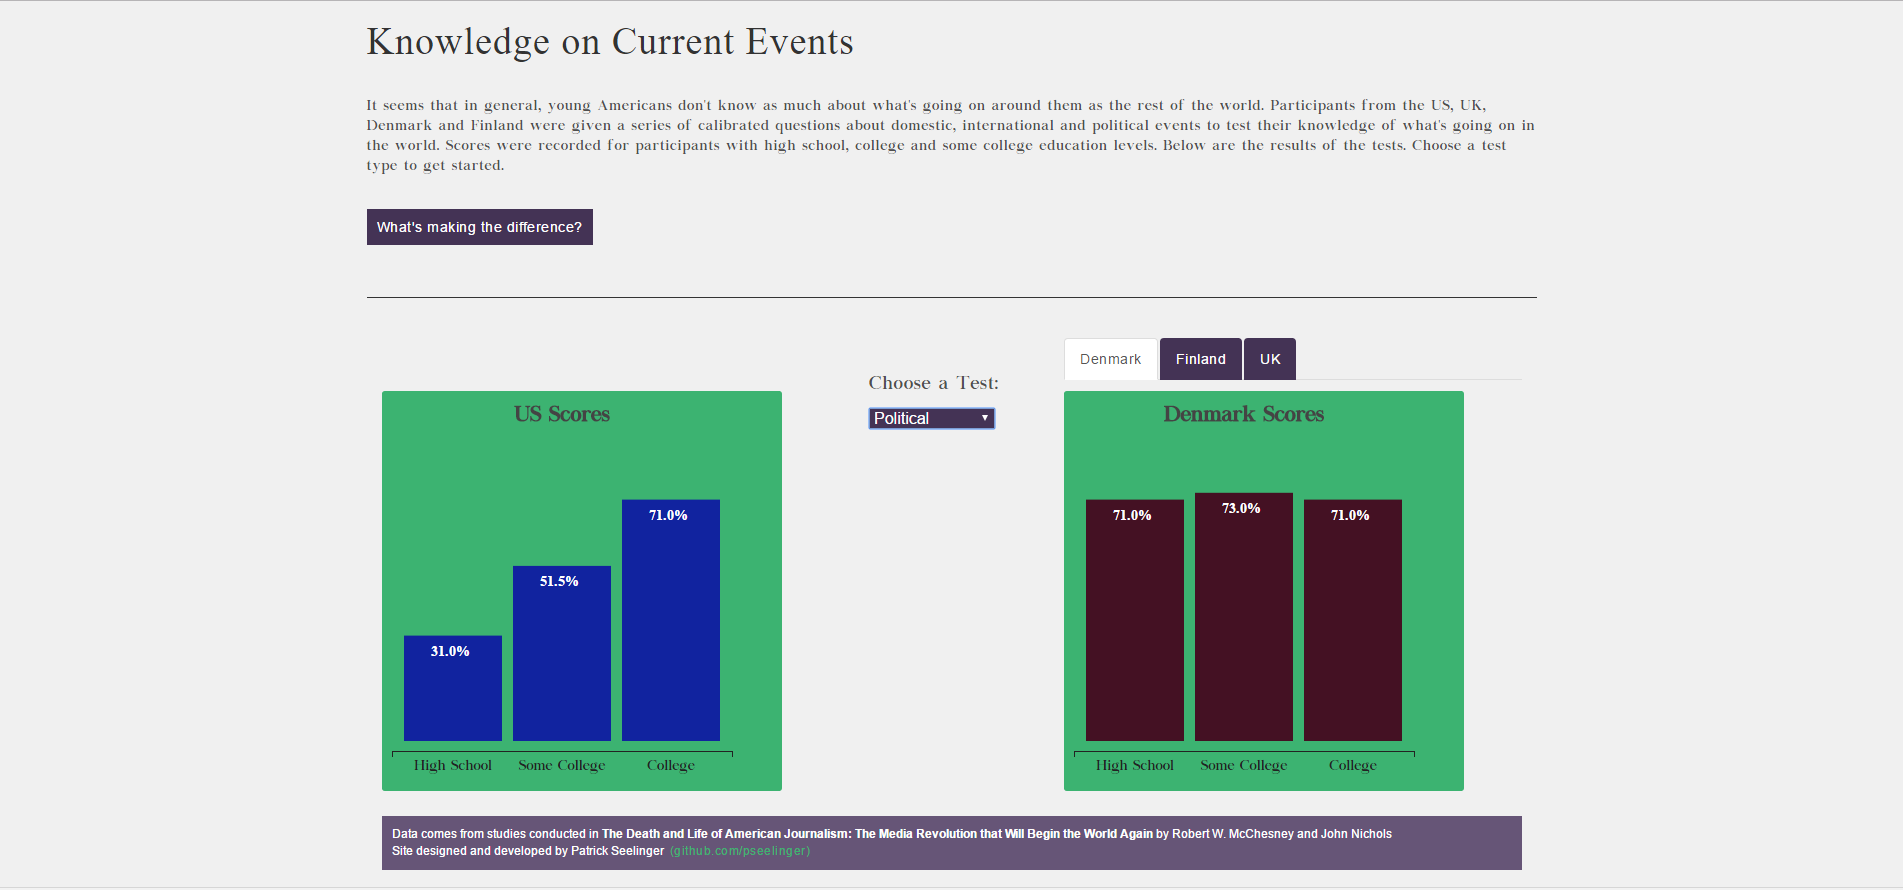 Knowledge on Current Events
It seems that in general, young Americans don't know as much about what's going on around them as the rest of the world. Participants from the US, UK,
Denmark and Finland were given a series of calibrated questions about domestic, international and political events to test their knowledge of what's going on in
the world. Scores were recorded for participants with high school, college and some college education levels. Below are the results of the tests. Choose a test
type to get started.
What's making the difference?
Denmark Finland UK
Choose a Test:
Political
US Scores
71.0%
51.5%
31.0%
High School Some College College
Denmark Scores
71.0% 73.0% 71.0%
High School Some College College
Data comes from studies conducted in The Death and Life of American Journalism: The Media Revolution that Will Begin the World Again by Robert W. McChesney and John Nichols
Site designed and developed by Patrick Seelinger (github.com/pseelinger)